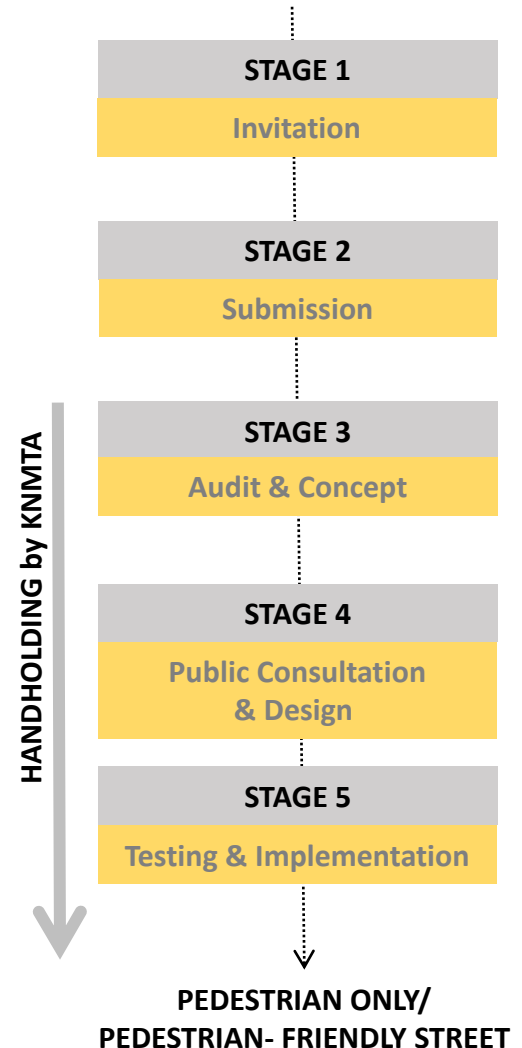 STAGE 1
Invitation
STAGE 2
Submission
HANDHOLDING by KNMTA
STAGE 3
Audit & Concept
STAGE 4
Public Consultation
& Design
STAGE 5
Testing & Implementation
PEDESTRIAN ONLY/
PEDESTRIAN- FRIENDLY STREET